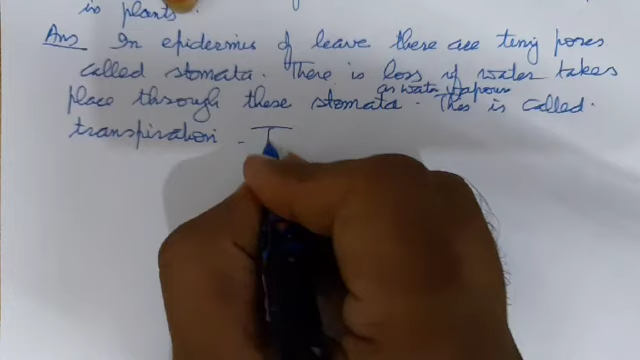 in plants.
Ans In epidermis of leave there are tiny pores
called stomata. There is loss of water takes
as water vapours
place through these stomata. This is called.
transpiration - T